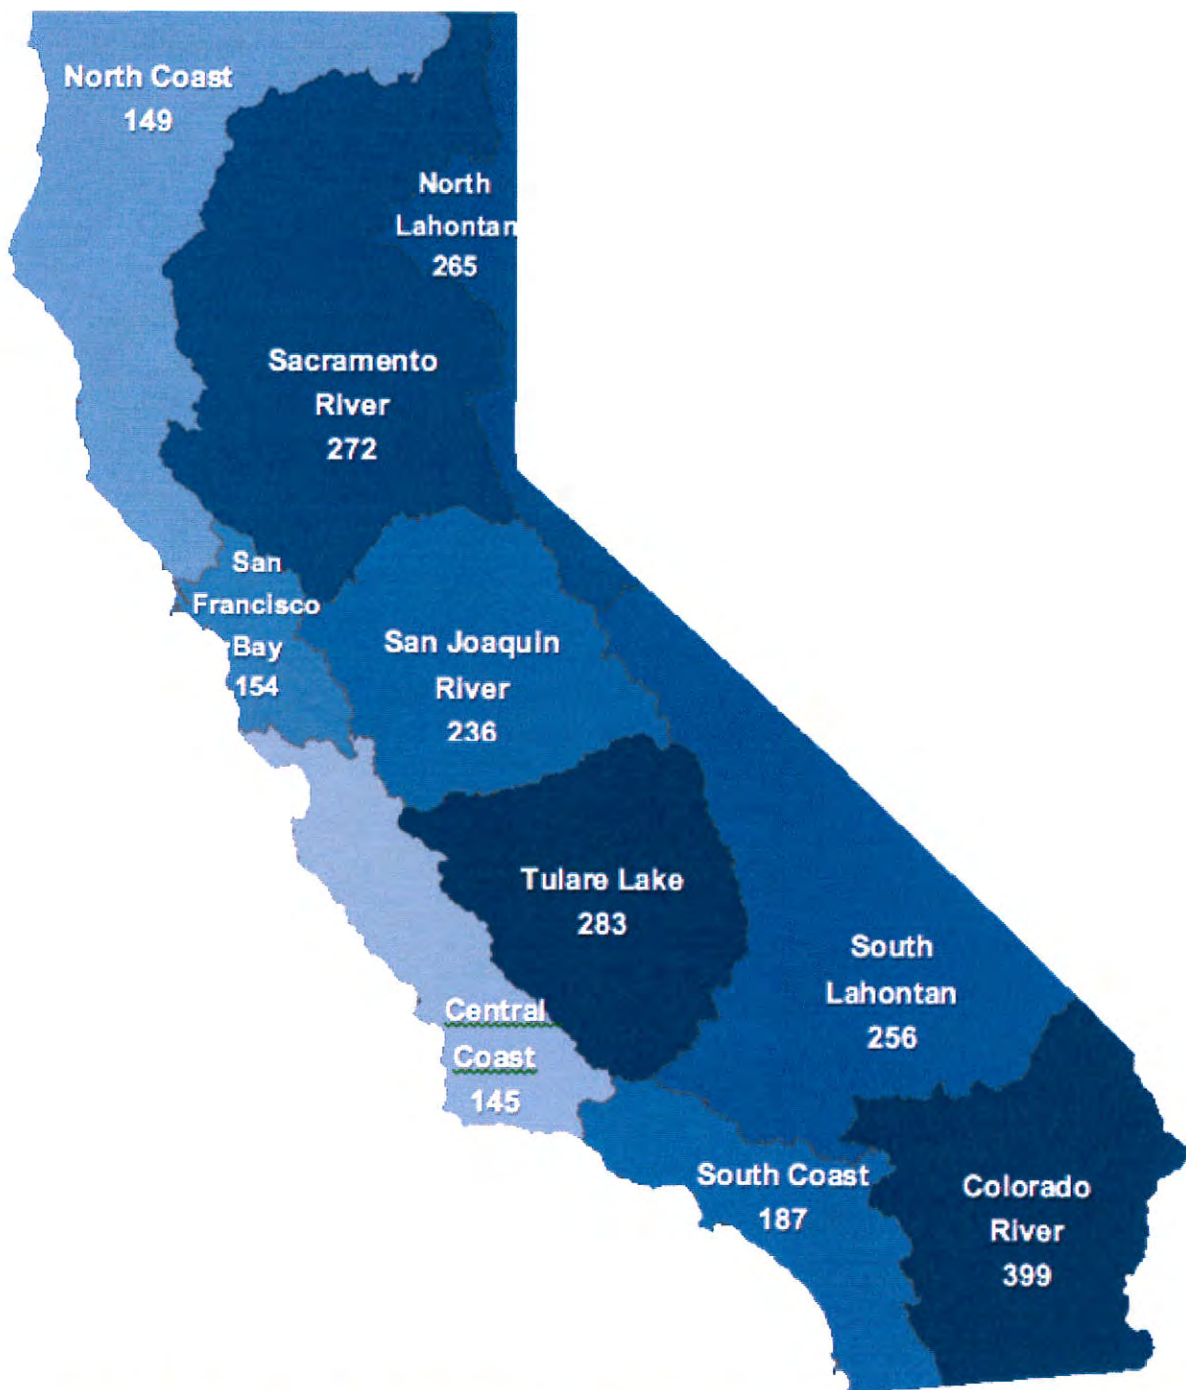 North Coast
149
North
Lahontan
265
Sacramento
River
272
San
Francisco
Bay
154
San Joaquin
River
236
Tulare Lake
283
South
Lahontan
256
Central
Coast
145
South Coast
187
Colorado
River
399